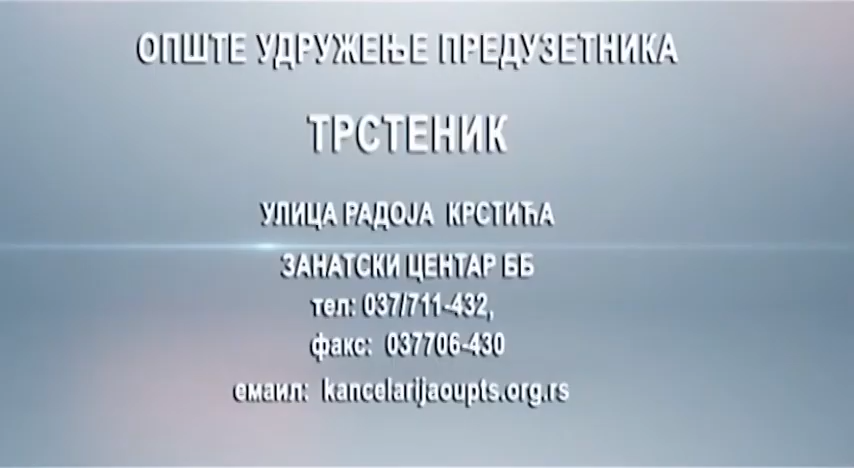 ОПШТЕ УДРУЖЕЊЕ ПРЕДУЗЕТНИКА
ТРСТЕНИК
УЛИЦА РАДОЈА КРСТИЋА
ЗАНАТСКИ ЦЕНТАР ББ
тел: 037/711-432,
факс: 037706-430
емаил: kancelarijaoupts.org.rs